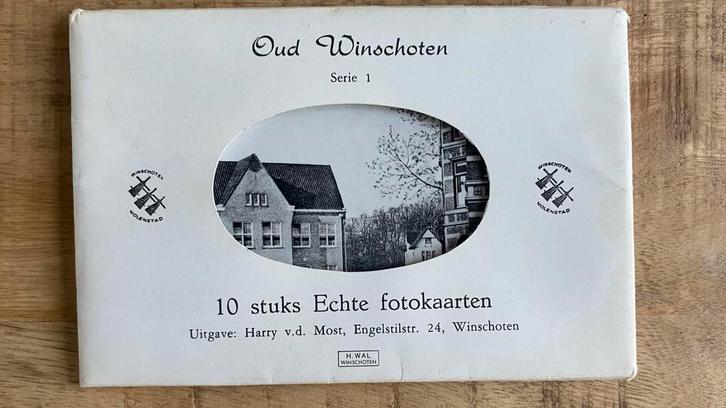 Oud Winschoten
Serie 1
WINSCHOTEN
MOLENSTAD
WINSCHOTEN
MOLENSTAD
10 stuks Echte fotokaarten
Uitgave: Harry v.d. Most, Engelstilstr. 24, Winschoten
H. WAL
WINSCHOTEN